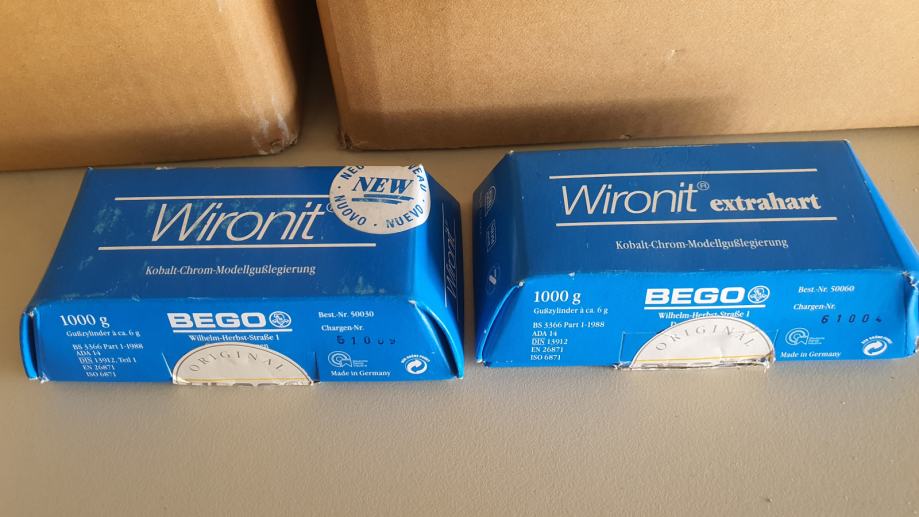 NEW
NUOVO · NUEVO
Wironit
Kobalt-Chrom-Modellgußlegierung
1000 g
Gußzylinder à ca. 6 g
BS 3366 Part 1-1988
ADA 14
DIN 13912, Teil 1
EN 26871
ISO 6871
BEGO
Wilhelm-Herbst-Straße 1
ORIGINAL
Best.-Nr. 50030
Chargen-Nr.
Made in Germany
Wironit® extrahart
Kobalt-Chrom-Modellgußlegierung
1000 g
Gußzylinder à ca. 6 g
BS 3366 Part 1-1988
ADA 14
DIN 13912
EN 26871
ISO 6871
BEGO
Wilhelm-Herbst-Straße 1
ORIGINAL
Best.-Nr. 50060
Chargen-Nr.
61004
Made in Germany